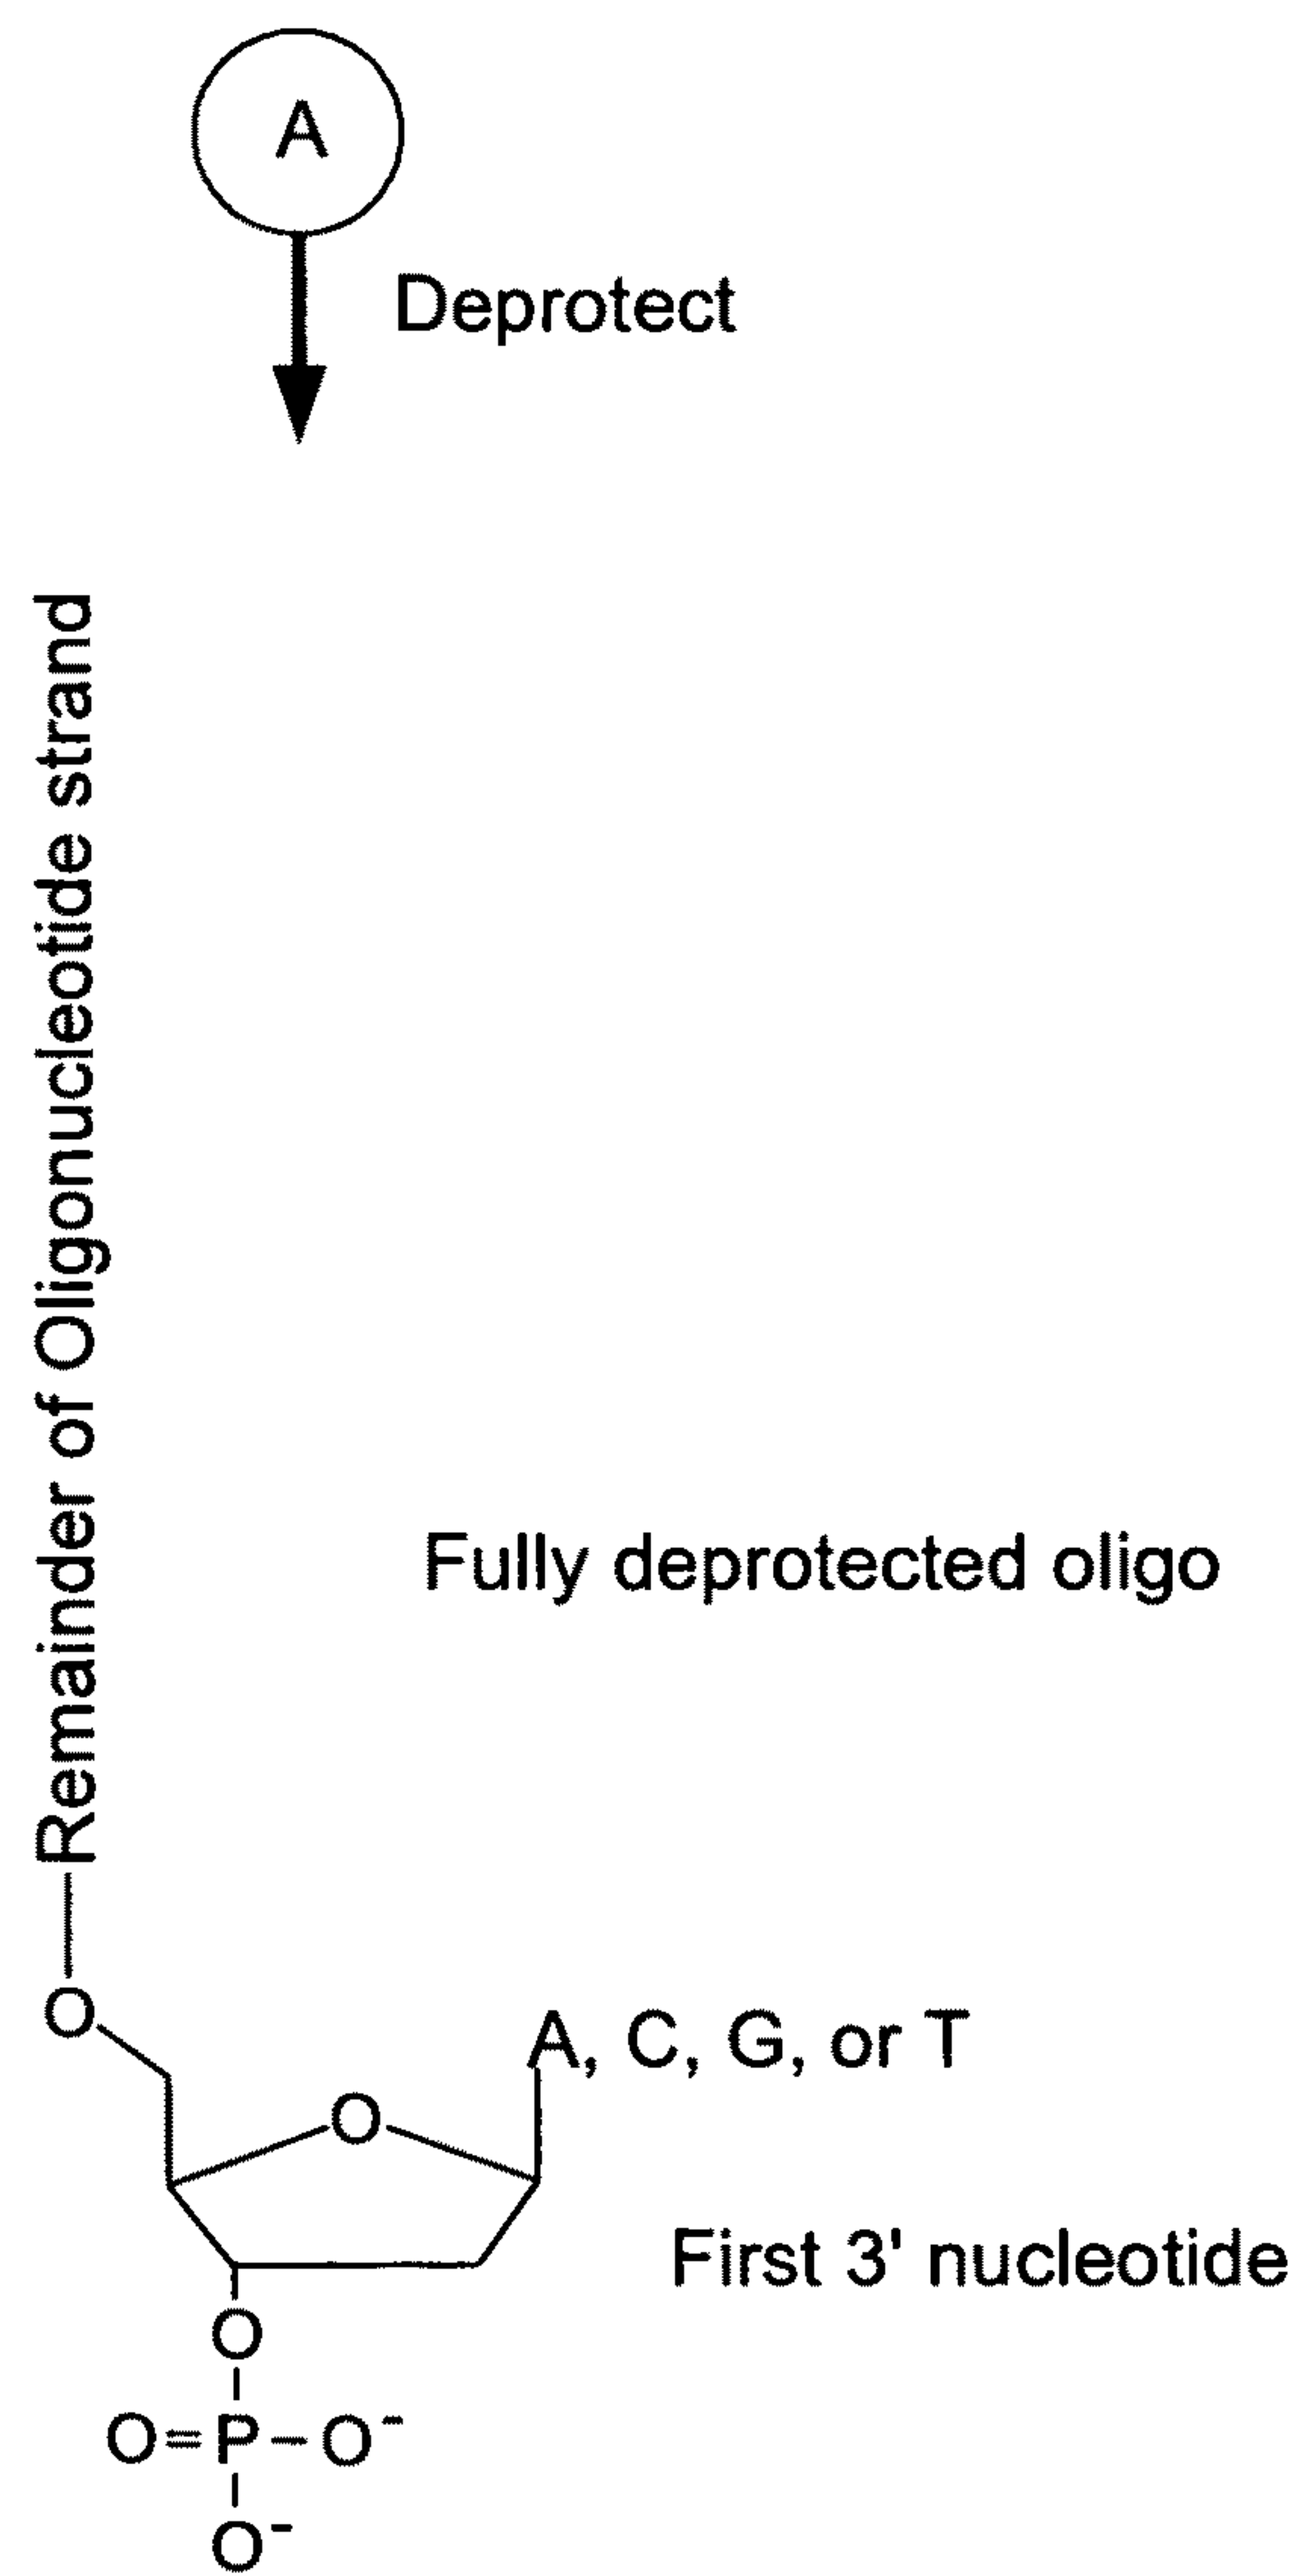 A
Deprotect
Remainder of Oligonucleotide strand
Fully deprotected oligo
O
A, C, G, or T
O
First 3' nucleotide
O
O=P-O⁻
O⁻